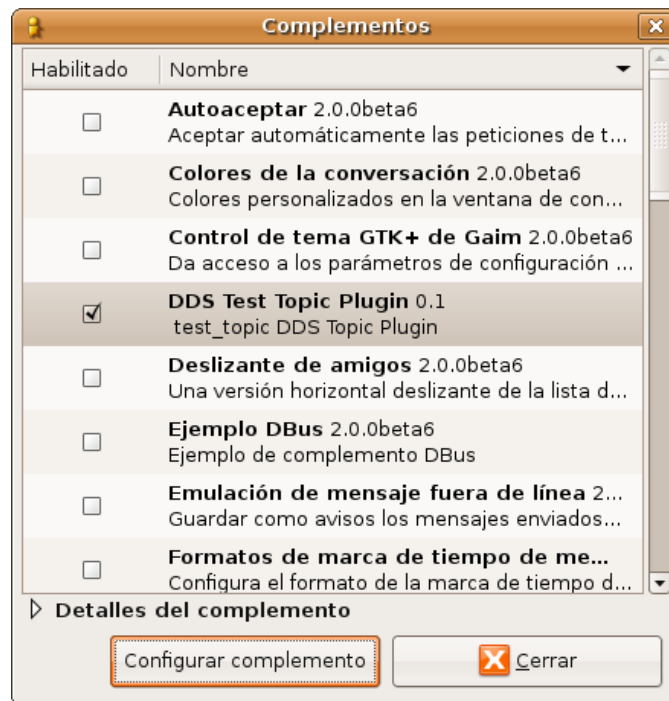 Complementos
Habilitado Nombre
Autoaceptar 2.0.0beta6
Aceptar automáticamente las peticiones de t...
Colores de la conversación 2.0.0beta6
Colores personalizados en la ventana de con...
Control de tema GTK+ de Gaim 2.0.0beta6
Da acceso a los parámetros de configuración ...
DDS Test Topic Plugin 0.1
test_topic DDS Topic Plugin
Deslizante de amigos 2.0.0beta6
Una versión horizontal deslizante de la lista d...
Ejemplo DBus 2.0.0beta6
Ejemplo de complemento DBus
Emulación de mensaje fuera de línea 2...
Guardar como avisos los mensajes enviados...
Formatos de marca de tiempo de me...
Configura el formato de la marca de tiempo d...
Detalles del complemento
Configurar complemento Cerrar